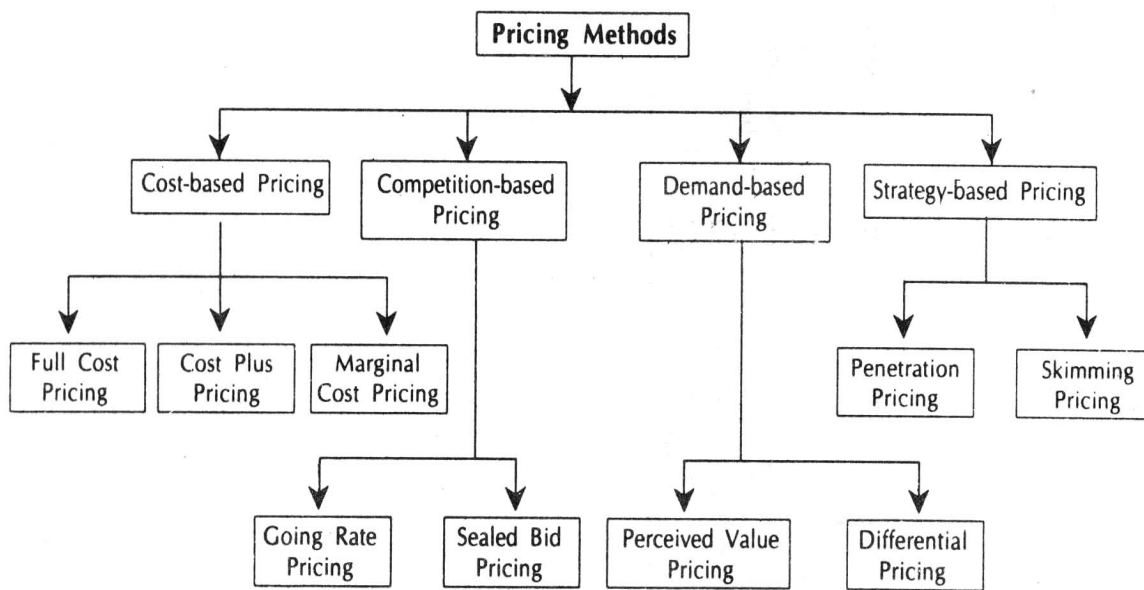 Pricing Methods
Cost-based Pricing
Competition-based
Pricing
Demand-based
Pricing
Strategy-based Pricing
Full Cost
Pricing
Cost Plus
Pricing
Marginal
Cost Pricing
Penetration
Pricing
Skimming
Pricing
Going Rate
Pricing
Sealed Bid
Pricing
Perceived Value
Pricing
Differential
Pricing